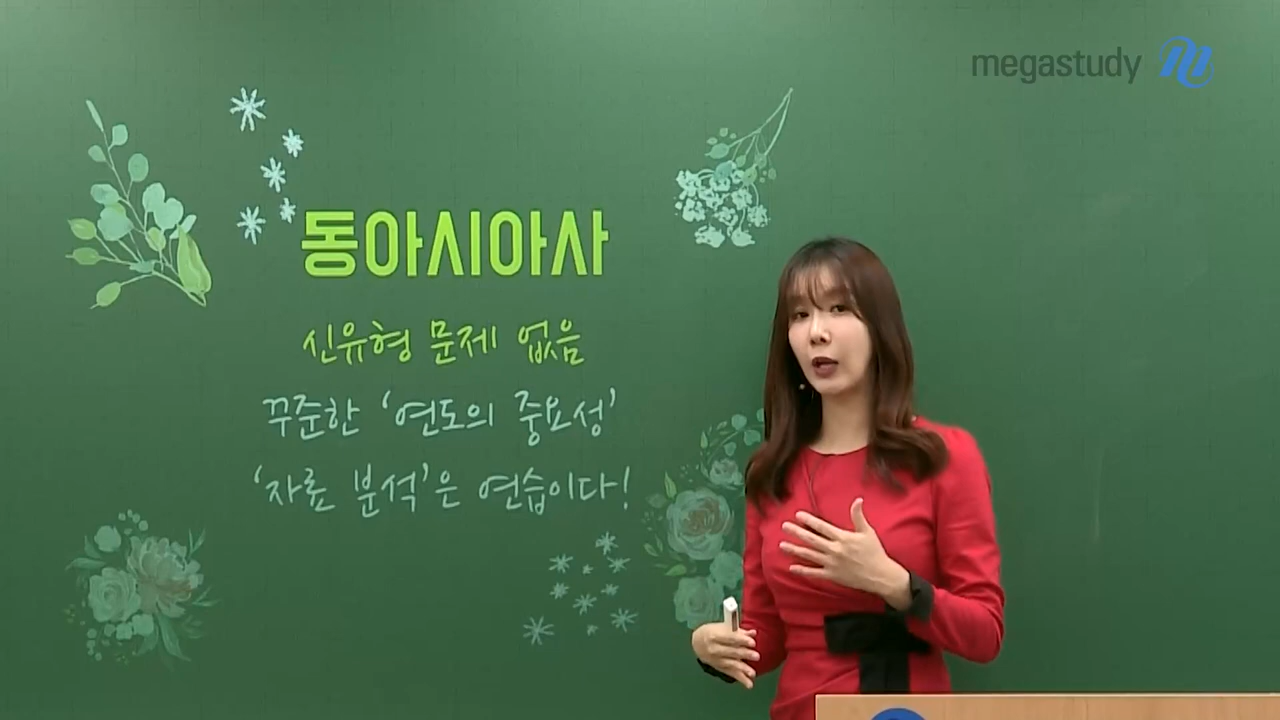 megastudy
동아시아사
신유형 문제 없음
꾸준한 '연도의 중요성'
'자료 분석'은 연습이다!